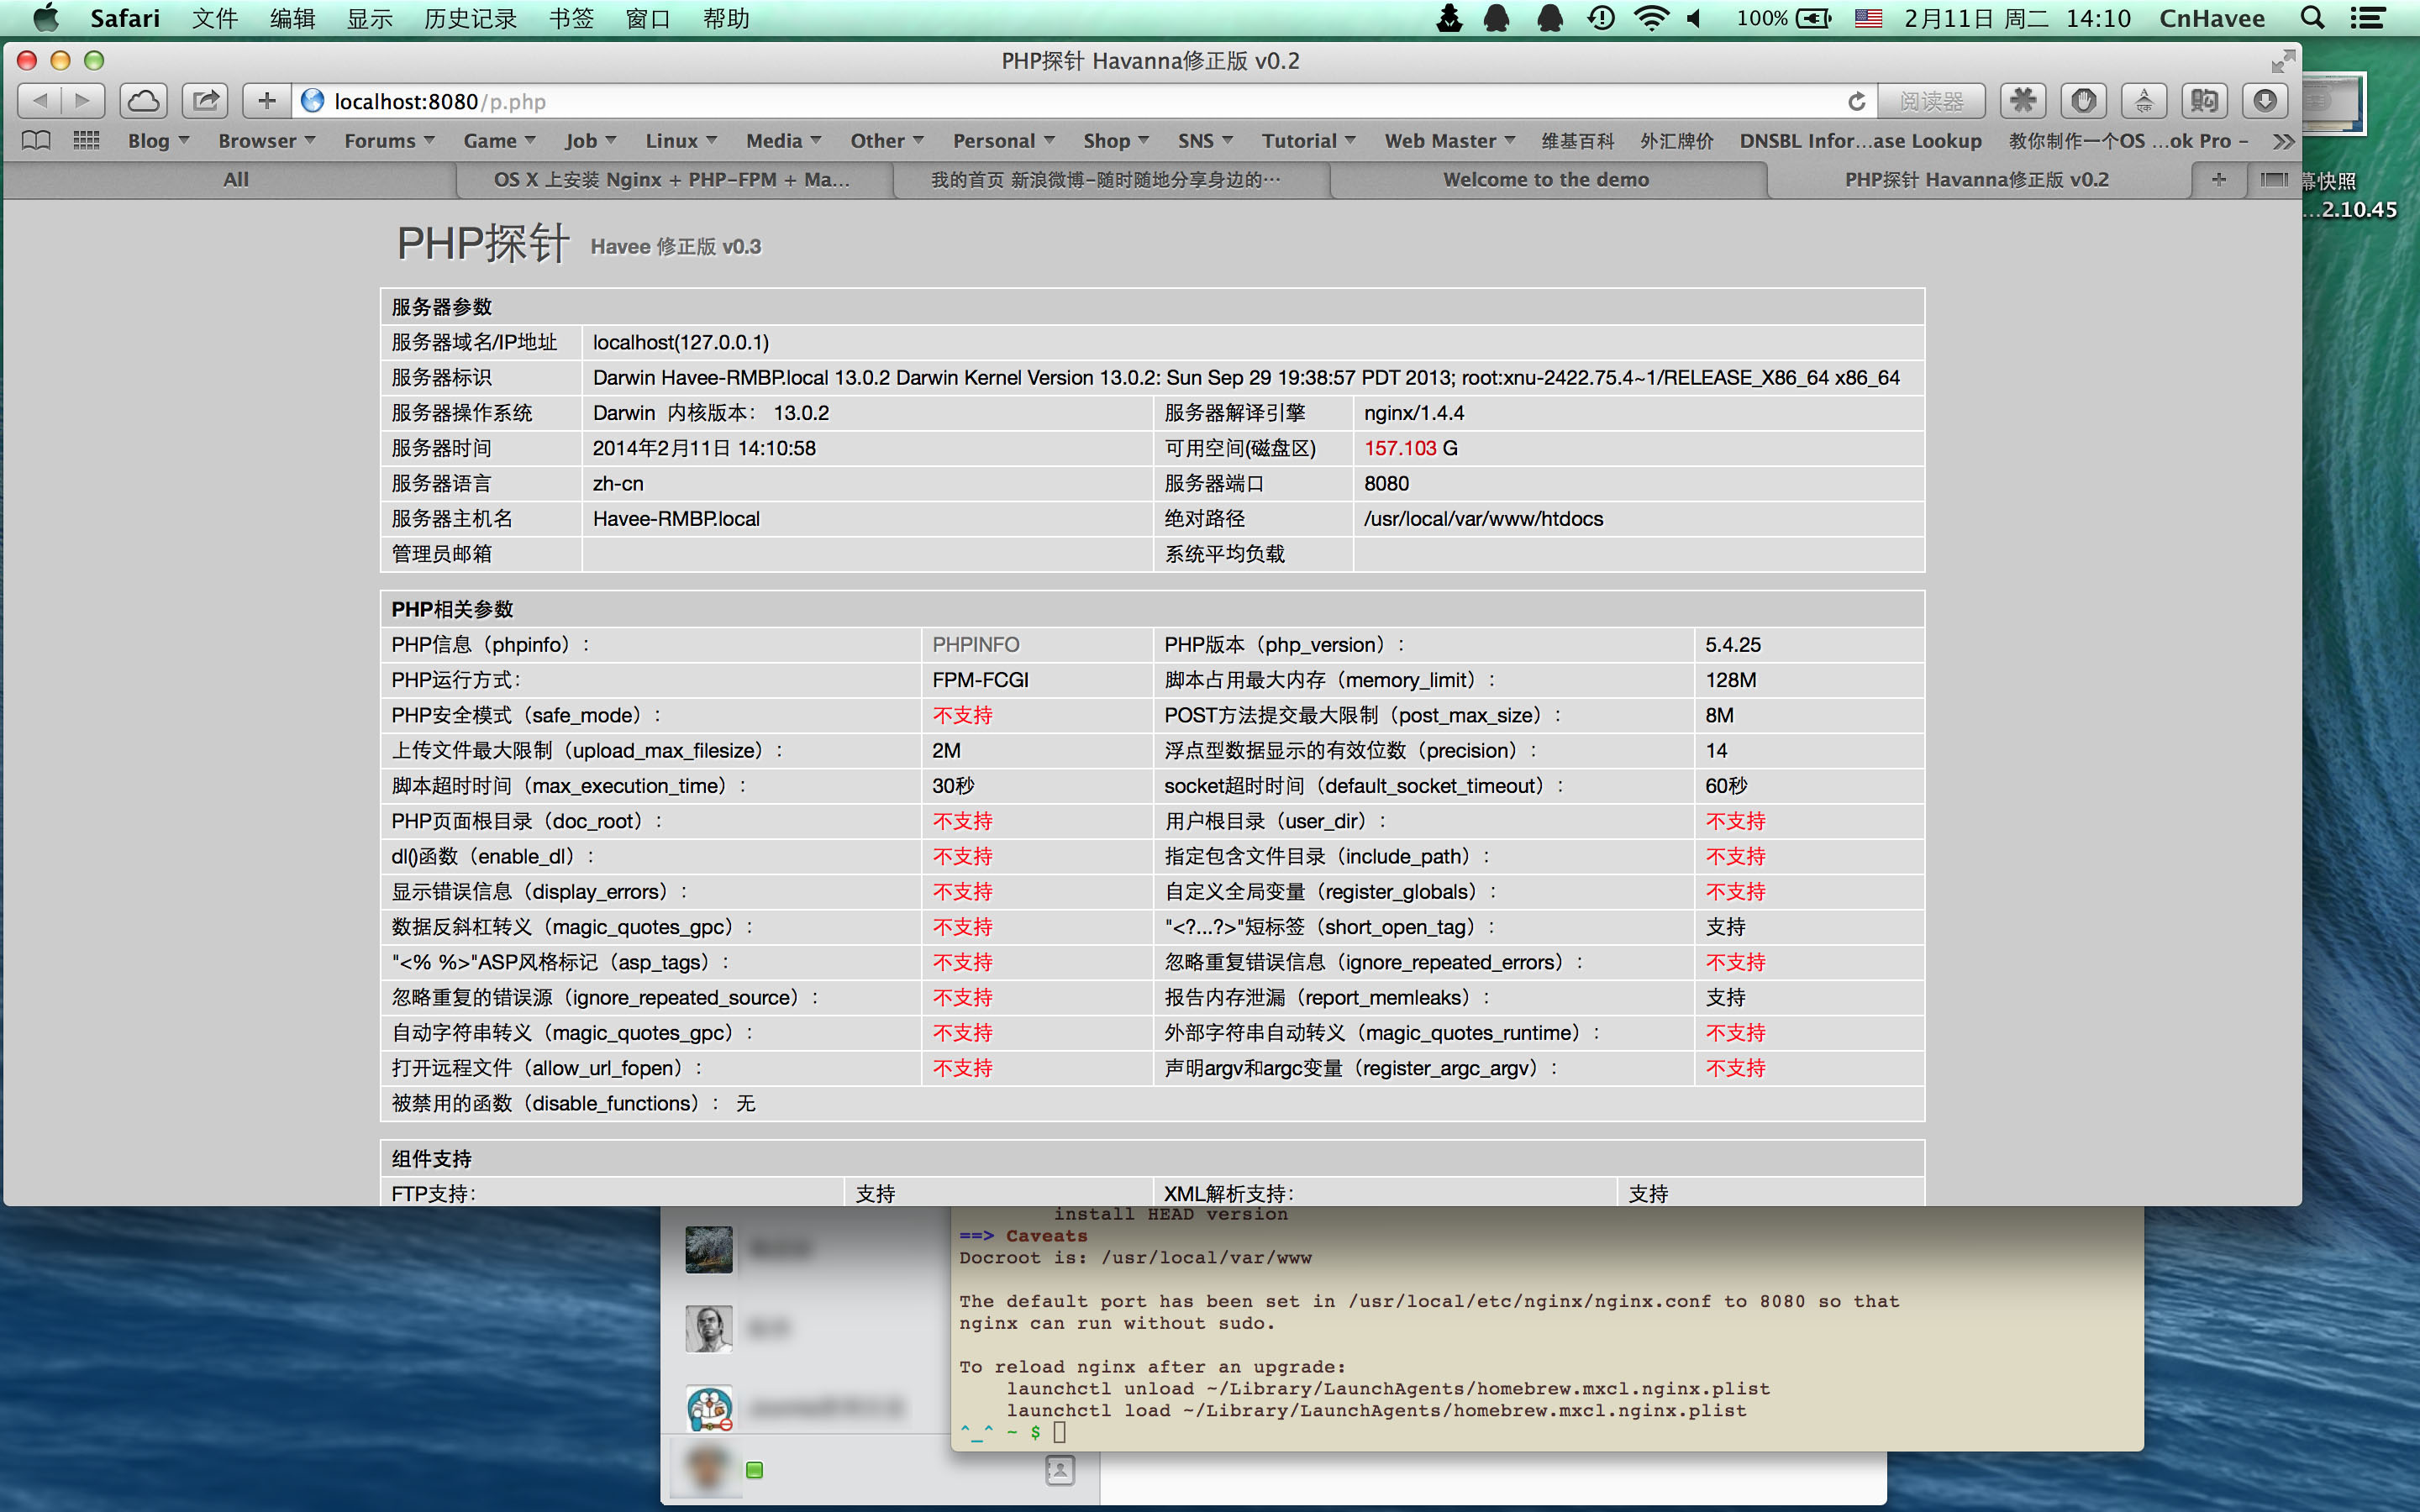 Safari 文件 编辑 显示 历史记录 书签 窗口 帮助 100% 2月11日 周二 14:10 CnHavee
PHP探针 Havanna修正版 v0.2
localhost:8080/p.php 阅读器
Blog Browser Forums Game Job Linux Media Other Personal Shop SNS Tutorial Web Master 维基百科 外汇牌价 DNSBL Infor...ase Lookup 教你制作一个OS ...ok Pro –
All OS X 上安装 Nginx + PHP-FPM + Ma... 我的首页 新浪微博-随时随地分享身边的... Welcome to the demo PHP探针 Havanna修正版 v0.2
幕快照
...2.10.45
PHP探针 Havee 修正版 v0.3
服务器参数
服务器域名/IP地址 localhost(127.0.0.1)
服务器标识 Darwin Havee-RMBP.local 13.0.2 Darwin Kernel Version 13.0.2: Sun Sep 29 19:38:57 PDT 2013; root:xnu-2422.75.4~1/RELEASE_X86_64 x86_64
服务器操作系统 Darwin 内核版本： 13.0.2 服务器解译引擎 nginx/1.4.4
服务器时间 2014年2月11日 14:10:58 可用空间(磁盘区) 157.103 G
服务器语言 zh-cn 服务器端口 8080
服务器主机名 Havee-RMBP.local 绝对路径 /usr/local/var/www/htdocs
管理员邮箱 系统平均负载
PHP相关参数
PHP信息（phpinfo）： PHPINFO PHP版本（php_version）： 5.4.25
PHP运行方式： FPM-FCGI 脚本占用最大内存（memory_limit）： 128M
PHP安全模式（safe_mode）： 不支持 POST方法提交最大限制（post_max_size）： 8M
上传文件最大限制（upload_max_filesize）： 2M 浮点型数据显示的有效位数（precision）： 14
脚本超时时间（max_execution_time）： 30秒 socket超时时间（default_socket_timeout）： 60秒
PHP页面根目录（doc_root）： 不支持 用户根目录（user_dir）： 不支持
dl()函数（enable_dl）： 不支持 指定包含文件目录（include_path）： 不支持
显示错误信息（display_errors）： 不支持 自定义全局变量（register_globals）： 不支持
数据反斜杠转义（magic_quotes_gpc）： 不支持 "<?...?>"短标签（short_open_tag）： 支持
"<% %>"ASP风格标记（asp_tags）： 不支持 忽略重复错误信息（ignore_repeated_errors）： 不支持
忽略重复的错误源（ignore_repeated_source）： 不支持 报告内存泄漏（report_memleaks）： 支持
自动字符串转义（magic_quotes_gpc）： 不支持 外部字符串自动转义（magic_quotes_runtime）： 不支持
打开远程文件（allow_url_fopen）： 不支持 声明argv和argc变量（register_argc_argv）： 不支持
被禁用的函数（disable_functions）： 无
组件支持
FTP支持： 支持 XML解析支持： 支持
install HEAD version
==> Caveats
Docroot is: /usr/local/var/www
The default port has been set in /usr/local/etc/nginx/nginx.conf to 8080 so that
nginx can run without sudo.
To reload nginx after an upgrade:
launchctl unload ~/Library/LaunchAgents/homebrew.mxcl.nginx.plist
launchctl load ~/Library/LaunchAgents/homebrew.mxcl.nginx.plist
^_^ ~ $